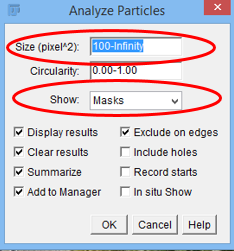 Analyze Particles
Size (pixel^2): 100-Infinity
Circularity: 0.00-1.00
Show: Masks
Display results Exclude on edges
Clear results Include holes
Summarize Record starts
Add to Manager In situ Show
OK Cancel Help